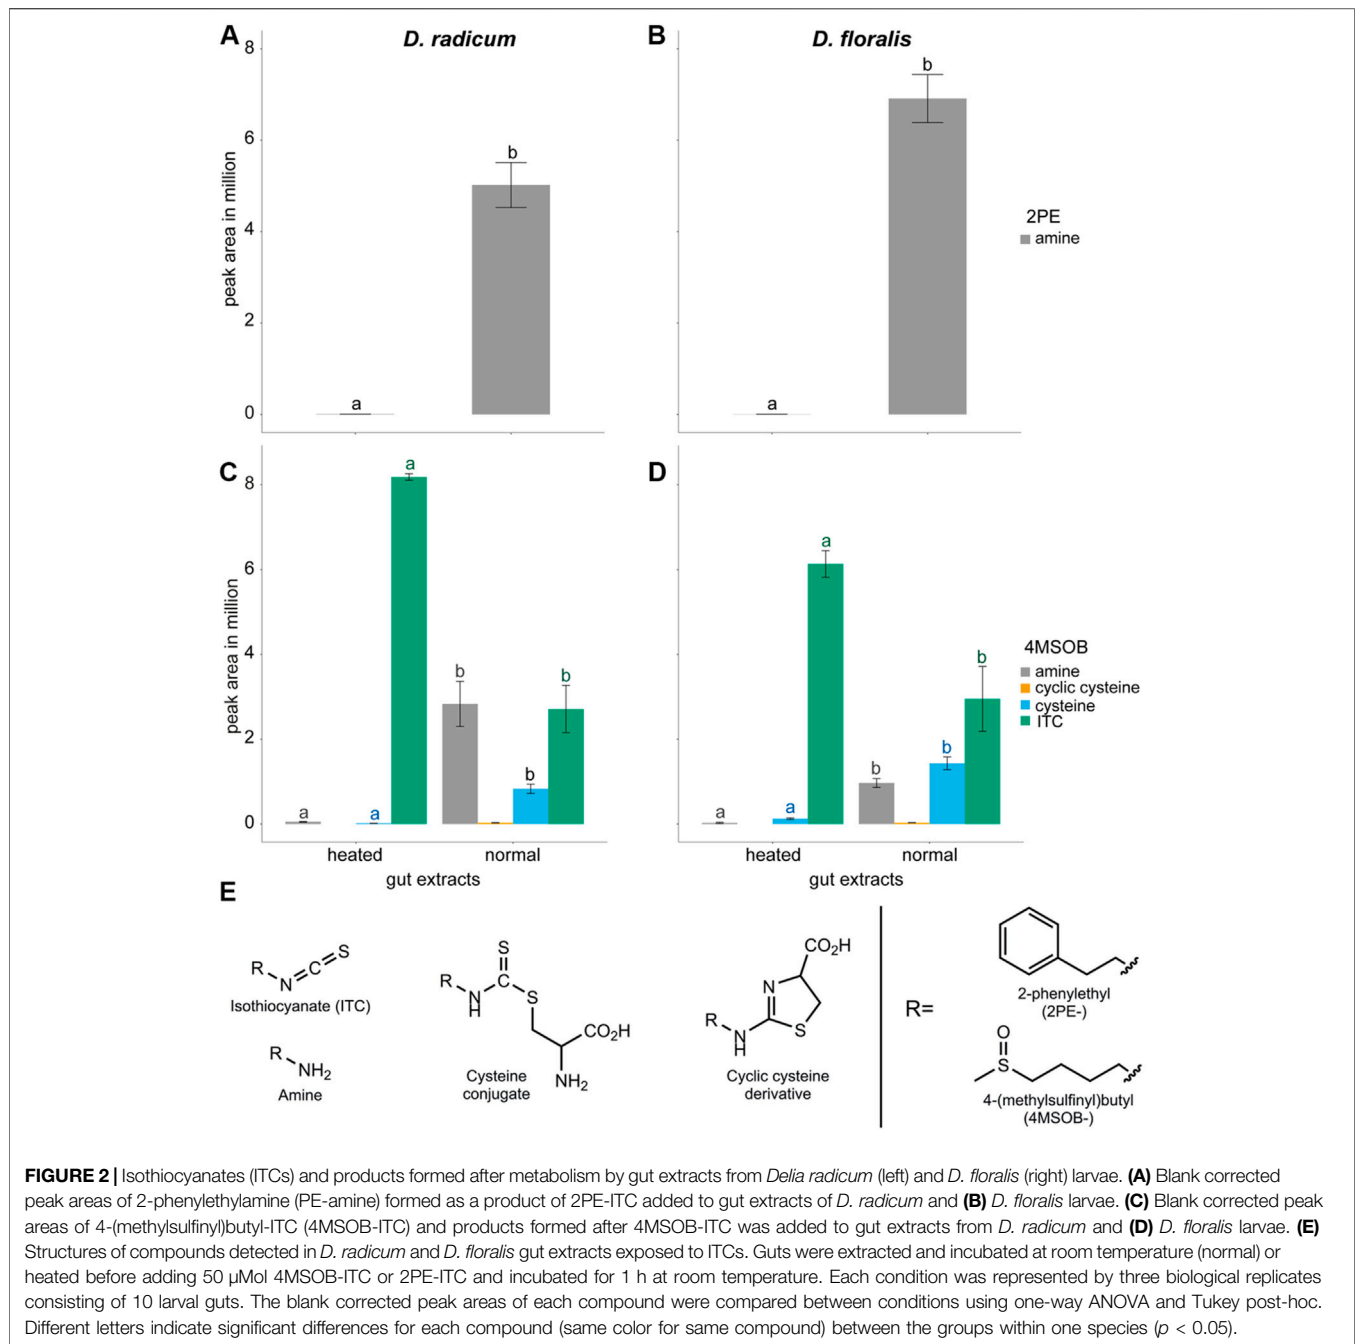 A
D. radicum
B
D. floralis
8
6
4
2
0
peak area in million
a
b
a
b
2PE
amine
C
D
8
6
4
2
0
peak area in million
a
a
a
b
b
b
a
a
a
b
b
b
4MSOB
amine
cyclic cysteine
cysteine
ITC
heated
normal
heated
normal
gut extracts
gut extracts
E
R
N
C
S
Isothiocyanate (ITC)
R
NH2
Amine
S
R
N
H
S
CO2H
NH2
Cysteine
conjugate
CO2H
N
R
N
H
S
Cyclic cysteine
derivative
R=
2-phenylethyl
(2PE-)
O
S
4-(methylsulfinyl)butyl
(4MSOB-)
FIGURE 2 | Isothiocyanates (ITCs) and products formed after metabolism by gut extracts from Delia radicum (left) and D. floralis (right) larvae. (A) Blank corrected
peak areas of 2-phenylethylamine (PE-amine) formed as a product of 2PE-ITC added to gut extracts of D. radicum and (B) D. floralis larvae. (C) Blank corrected peak
areas of 4-(methylsulfinyl)butyl-ITC (4MSOB-ITC) and products formed after 4MSOB-ITC was added to gut extracts from D. radicum and (D) D. floralis larvae. (E)
Structures of compounds detected in D. radicum and D. floralis gut extracts exposed to ITCs. Guts were extracted and incubated at room temperature (normal) or
heated before adding 50 µMol 4MSOB-ITC or 2PE-ITC and incubated for 1 h at room temperature. Each condition was represented by three biological replicates
consisting of 10 larval guts. The blank corrected peak areas of each compound were compared between conditions using one-way ANOVA and Tukey post-hoc.
Different letters indicate significant differences for each compound (same color for same compound) between the groups within one species (p < 0.05).